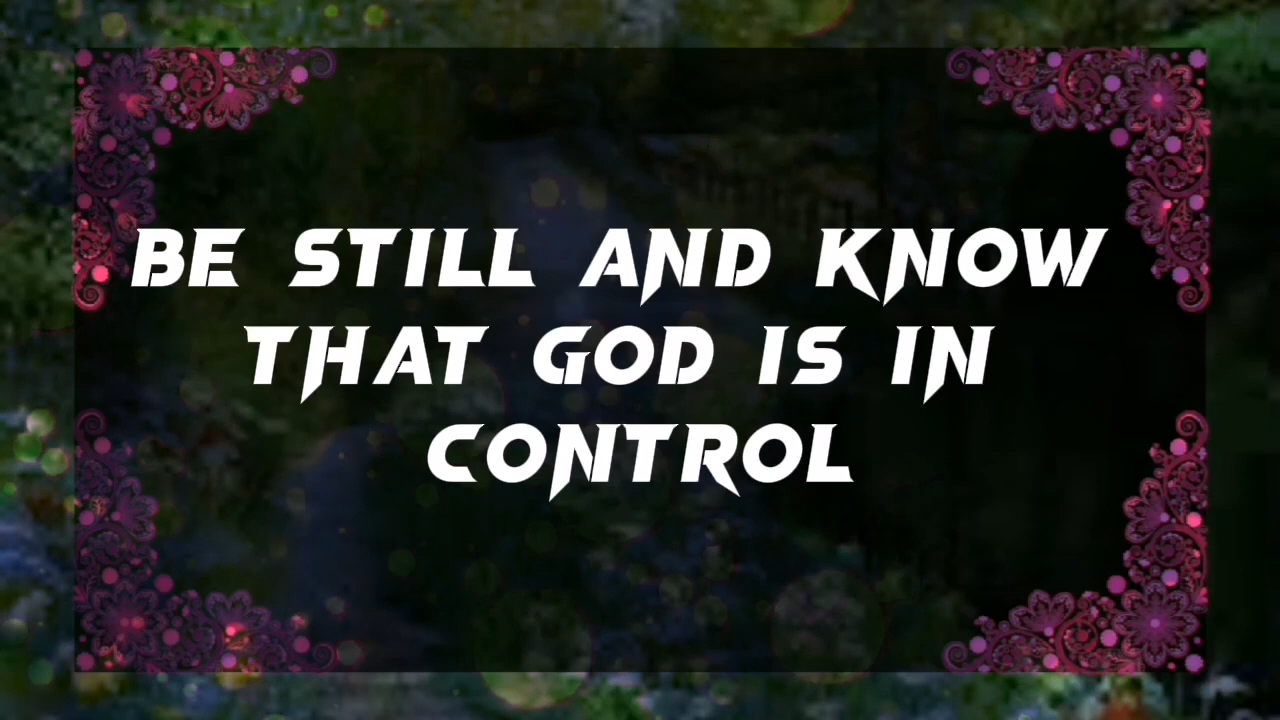 BE STILL AND KNOW
THAT GOD IS IN
CONTROL